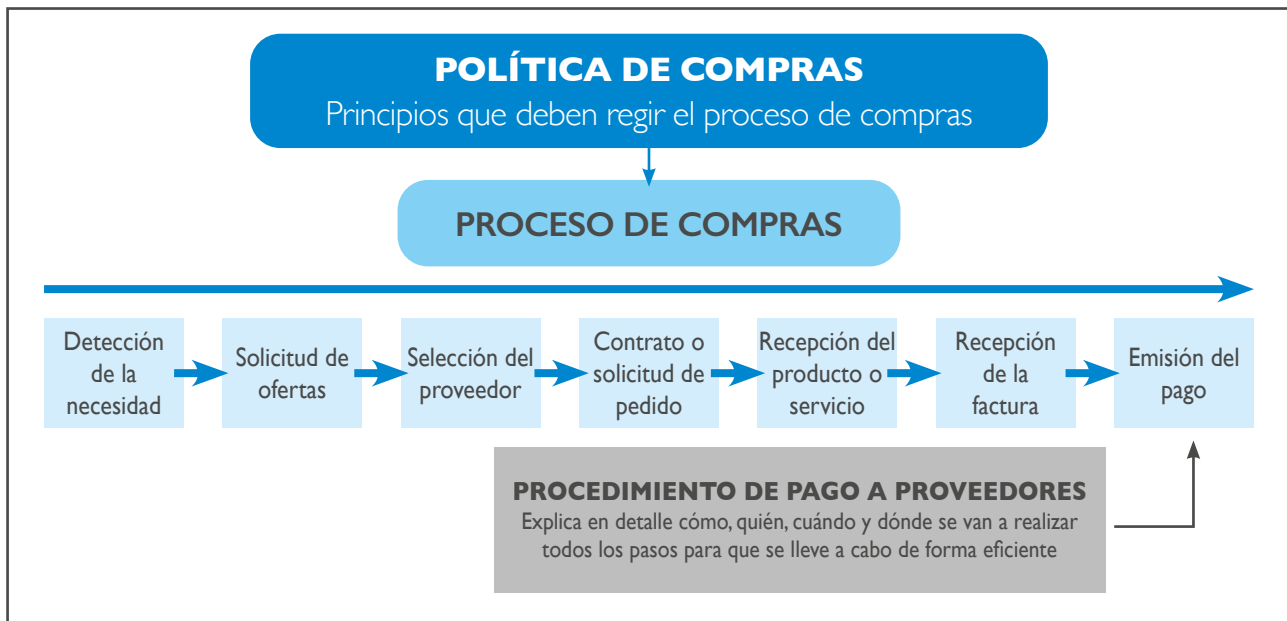 POLÍTICA DE COMPRAS
Principios que deben regir el proceso de compras
PROCESO DE COMPRAS
Detección
de la
necesidad
Solicitud de
ofertas
Selección del
proveedor
Contrato o
solicitud de
pedido
Recepción del
producto o
servicio
Recepción
de la
factura
Emisión del
pago
PROCEDIMIENTO DE PAGO A PROVEEDORES
Explica en detalle cómo, quién, cuándo y dónde se van a realizar
todos los pasos para que se lleve a cabo de forma eficiente